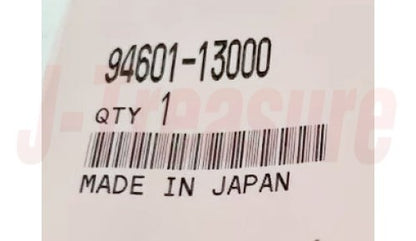 94601-13000
QTY 1
MADE IN JAPAN
J-Treasure